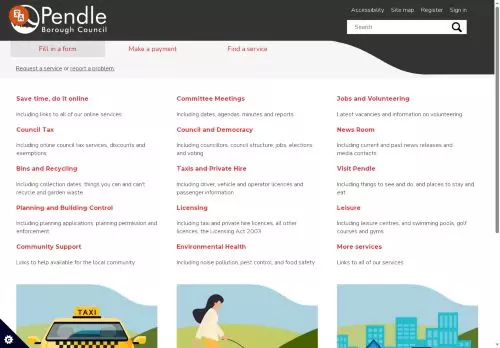 Pendle
Borough Council
Accessibility Site map Register Sign in
Search
Fill in a form Make a payment Find a service
Request a service or report a problem.
Save time, do it online
Including links to all of our online services
Committee Meetings
Including dates, agendas, minutes and reports
Jobs and Volunteering
Latest vacancies and information on volunteering
Council Tax
Including online council tax services, discounts and
exemptions
Council and Democracy
Including councillors, council structure, jobs, elections
and voting
News Room
Including current and past news releases and
media contacts
Bins and Recycling
Including collection dates, things you can and can't
recycle and garden waste
Taxis and Private Hire
Including driver, vehicle and operator licences and
passenger information
Visit Pendle
Including things to see and do, and places to stay and
eat
Planning and Building Control
Including planning applications, planning permission and
enforcement
Licensing
Including taxi and private hire licences, all other
licences, the Licensing Act 2003
Leisure
Including leisure centres, and swimming pools, golf
courses and gyms
Community Support
Links to help available for the local community
Environmental Health
Including noise pollution, pest control, and food safety
More services
Links to all of our services
TAXI